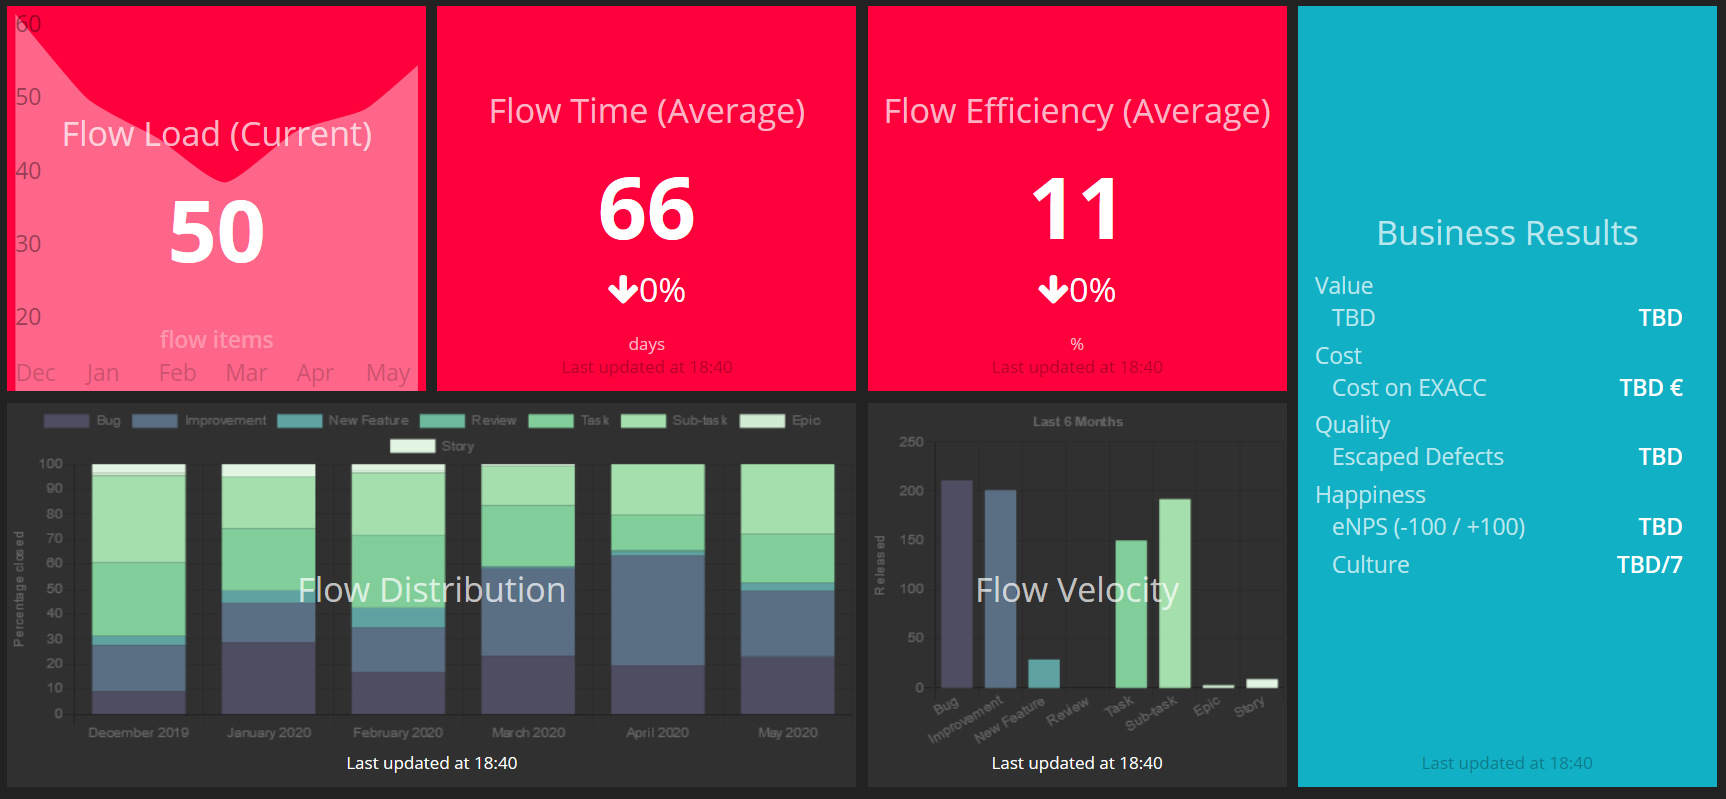 60
50
40
30
20
Flow Load (Current)
50
flow items
Dec Jan Feb Mar Apr May
Flow Time (Average)
66
0%
days
Last updated at 18:40
Flow Efficiency (Average)
11
0%
%
Last updated at 18:40
Business Results
Value
TBD TBD
Cost
Cost on EXACC TBD €
Quality
Escaped Defects TBD
Happiness
eNPS (-100 / +100) TBD
Culture TBD/7
Last updated at 18:40
Bug Improvement New Feature Review Task Sub-task Epic
Story
Percentage closed
100
90
80
70
60
50
40
30
20
10
0
Flow Distribution
December 2019 January 2020 February 2020 March 2020 April 2020 May 2020
Last updated at 18:40
Last 6 Months
Released
250
200
150
100
50
0
Flow Velocity
Bug Improvement New Feature Review Task Sub-task Epic Story
Last updated at 18:40